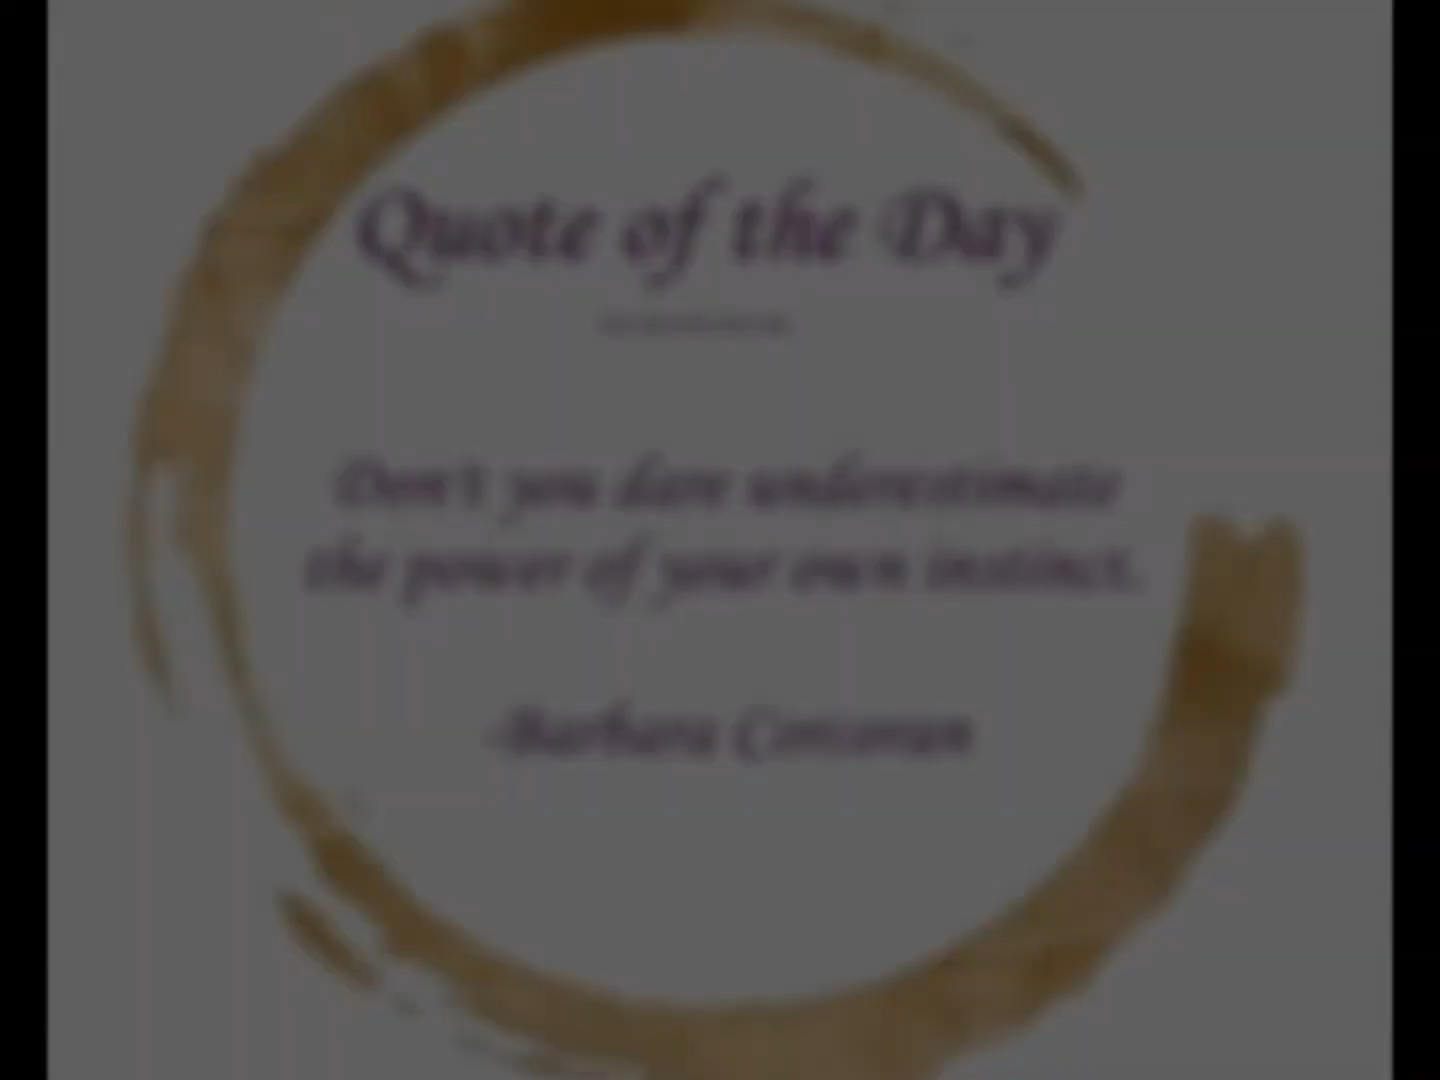 Quote of the Day
Don't you dare underestimate
the power of your own instinct.
-Barbara Corcoran